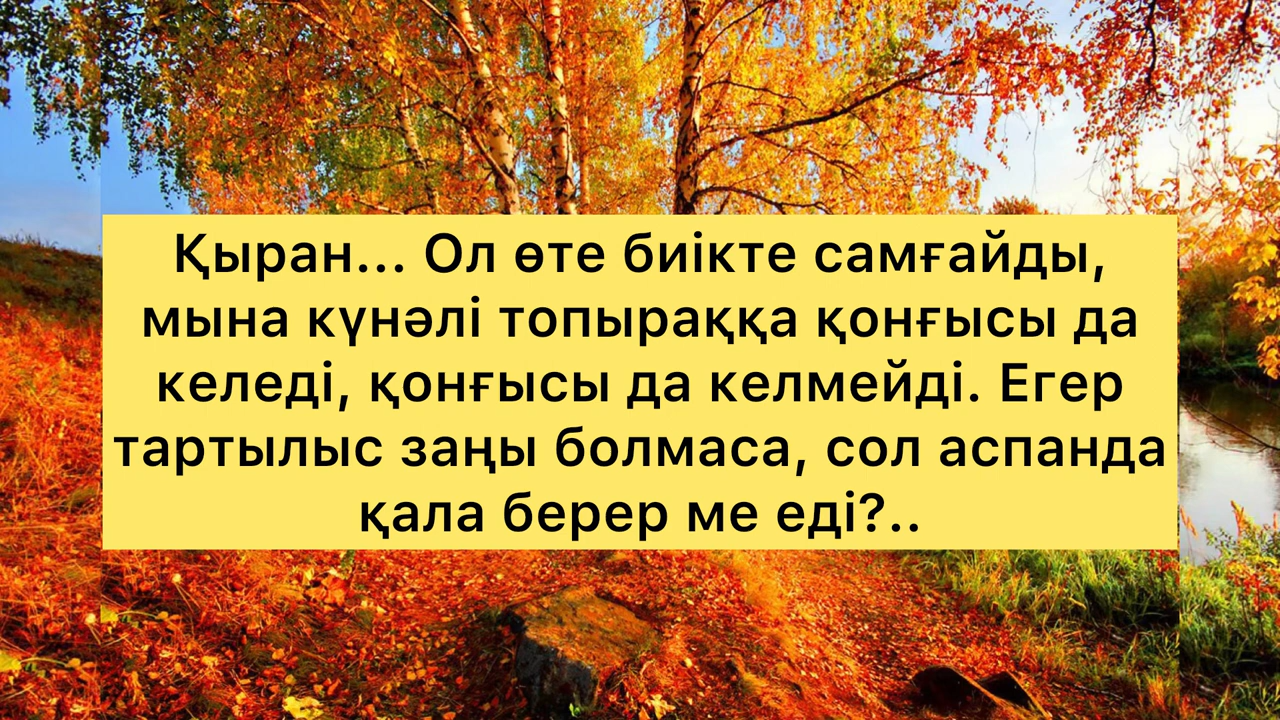 Қыран... Ол өте биікте самғайды,
мына күнәлі топыраққа қонғысы да
келеді, қонғысы да келмейді. Егер
тартылыс заңы болмаса, сол аспанда
қала берер ме еді?..